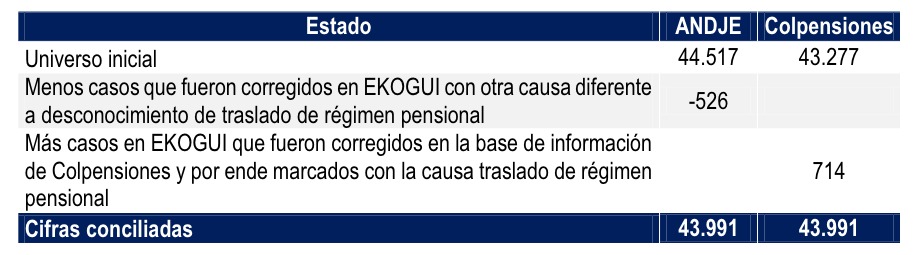 Estado ANDJE Colpensiones
Universo inicial 44.517 43.277
Menos casos que fueron corregidos en EKOGUI con otra causa diferente
a desconocimiento de traslado de régimen pensional -526
Más casos en EKOGUI que fueron corregidos en la base de información
de Colpensiones y por ende marcados con la causa traslado de régimen 714
pensional
Cifras conciliadas 43.991 43.991